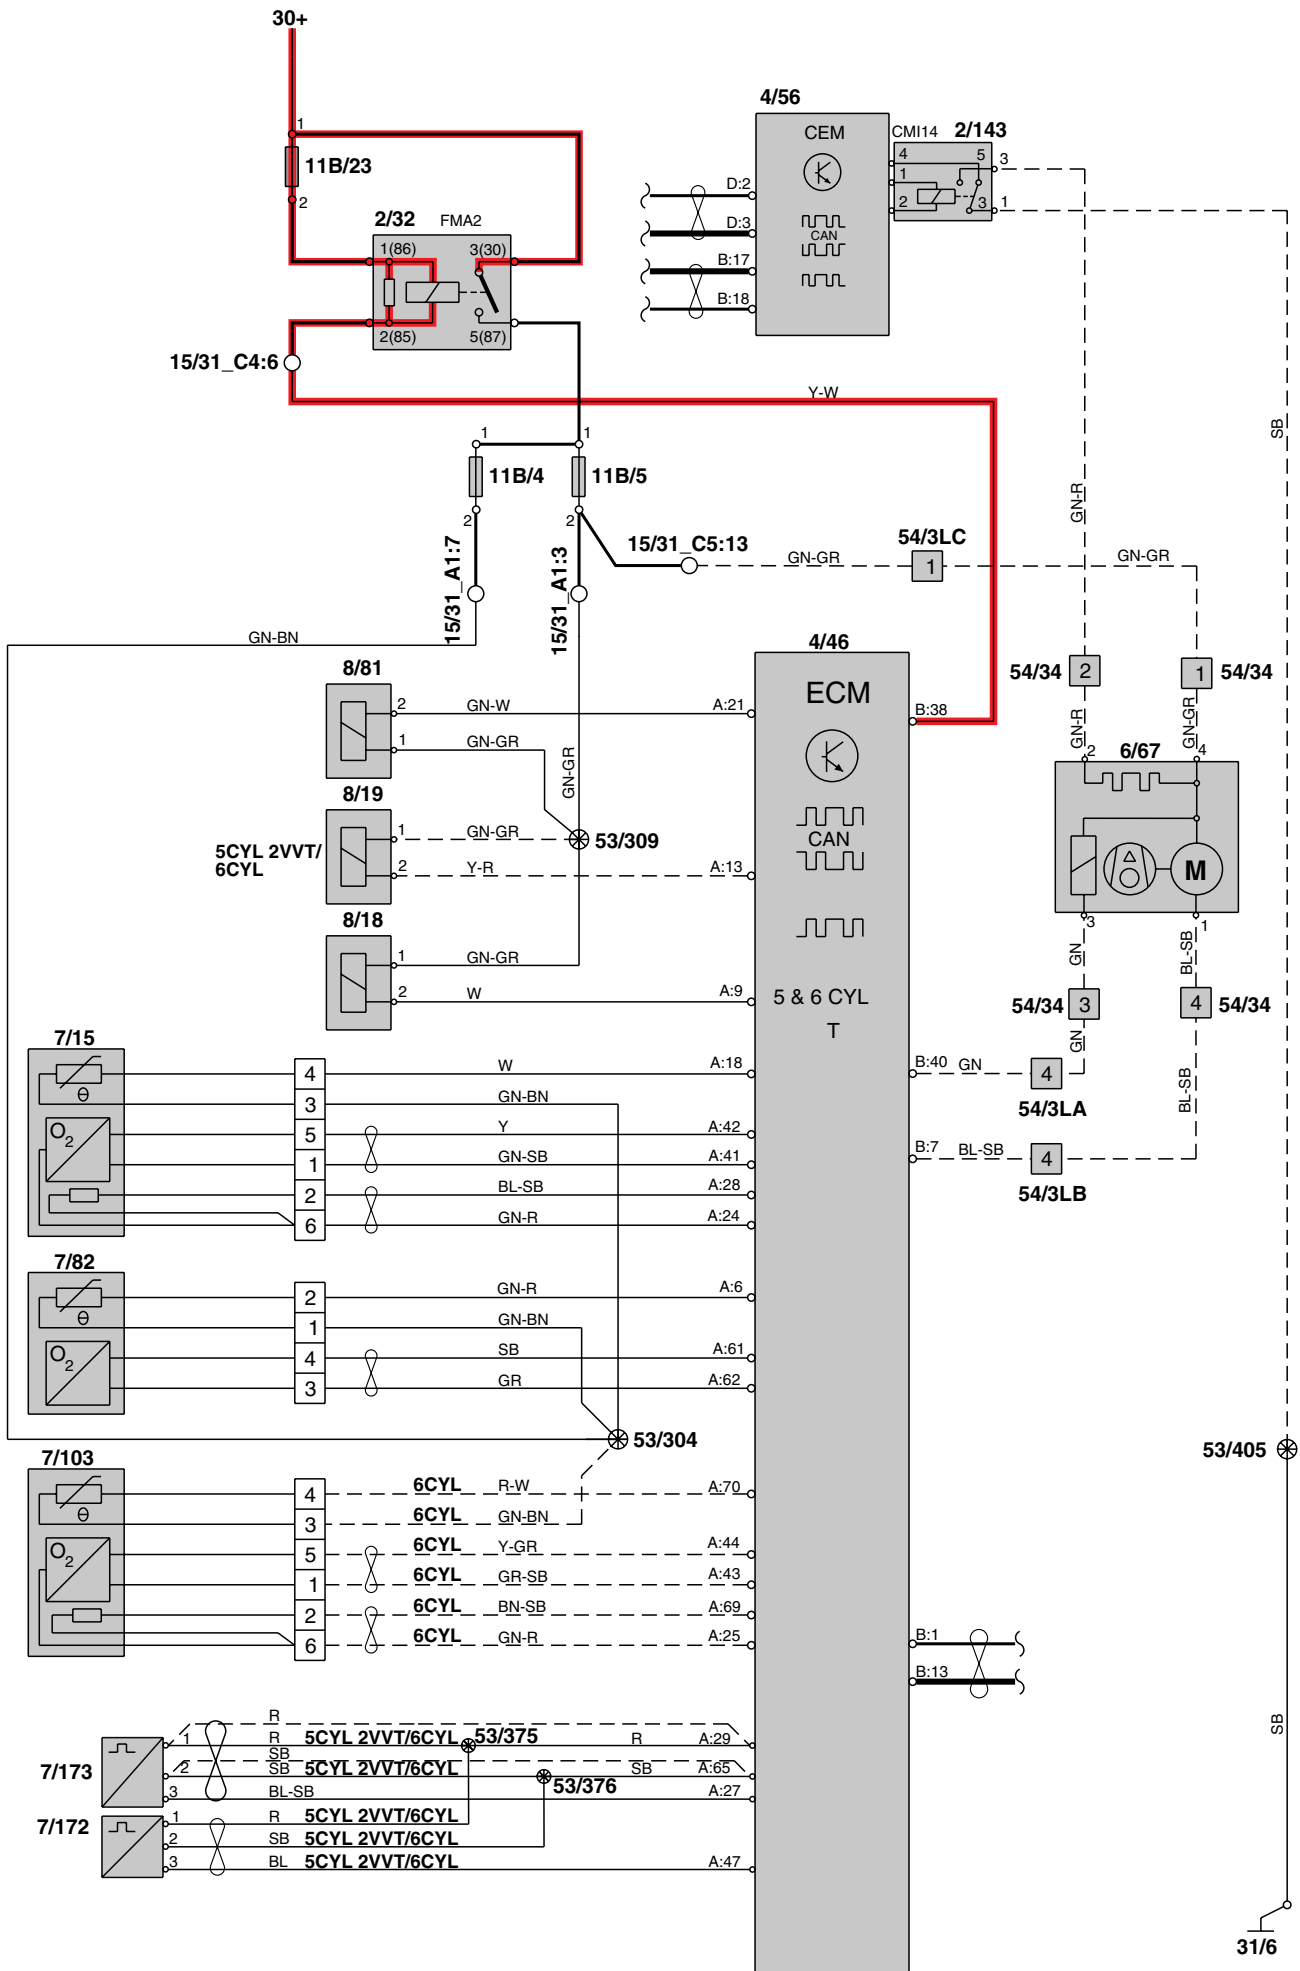 30+
1
11B/23
2
2/32 FMA2
1(86) 3(30)
2(85) 5(87)
15/31_C4:6
4/56
CEM
CAN
CMI14 2/143
4 5 3
1
2 3 1
D:2
D:3
B:17
B:18
Y-W
SB
GN-R
1 1
11B/4 11B/5
2 2
15/31_A1:7
15/31_A1:3
15/31_C5:13
GN-GR
54/3LC
1
GN-GR
GN-BN
4/46
ECM
CAN
5 & 6 CYL
T
B:38
54/34 2
1 54/34
GN-R
GN-GR
2 6/67 4
M
3 1
GN
BL-SB
54/34 3
4 54/34
GN
BL-SB
B:40 GN 4
54/3LA
B:7 BL-SB 4
54/3LB
8/81
2 GN-W A:21
1 GN-GR
GN-GR
8/19
5CYL 2VVT/
6CYL
1 GN-GR 53/309
2 Y-R A:13
8/18
1 GN-GR
2 W A:9
7/15
Θ
O2
4 W A:18
3 GN-BN
5 Y A:42
1 GN-SB A:41
2 BL-SB A:28
6 GN-R A:24
7/82
Θ
O2
2 GN-R A:6
1 GN-BN
4 SB A:61
3 GR A:62
53/304
53/405
7/103
Θ
O2
4 6CYL R-W A:70
3 6CYL GN-BN
5 6CYL Y-GR A:44
1 6CYL GR-SB A:43
2 6CYL BN-SB A:69
6 6CYL GN-R A:25
B:1
B:13
SB
R
1 R 5CYL 2VVT/6CYL 53/375 R A:29
SB
7/173
2 SB 5CYL 2VVT/6CYL SB A:65
53/376
3 BL-SB A:27
7/172
1 R 5CYL 2VVT/6CYL
2 SB 5CYL 2VVT/6CYL
3 BL 5CYL 2VVT/6CYL A:47
31/6